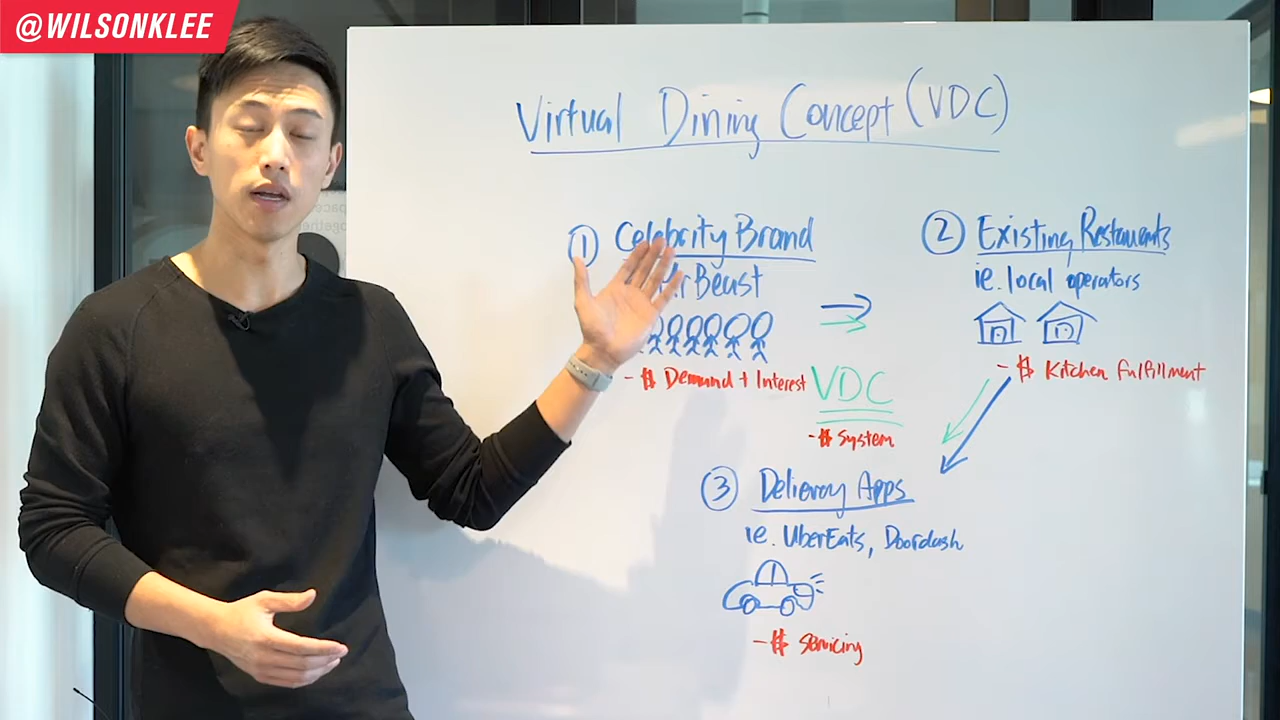 @WILSONKLEE
Virtual Dining Concept (VDC)
① Celebrity Brand
MrBeast
- $ Demand + Interest
VDC
- $ System
② Existing Restaurants
ie. local operators
- $ Kitchen fulfillment
③ Delievery Apps
ie. UberEats, Doordash
- $ Servicing